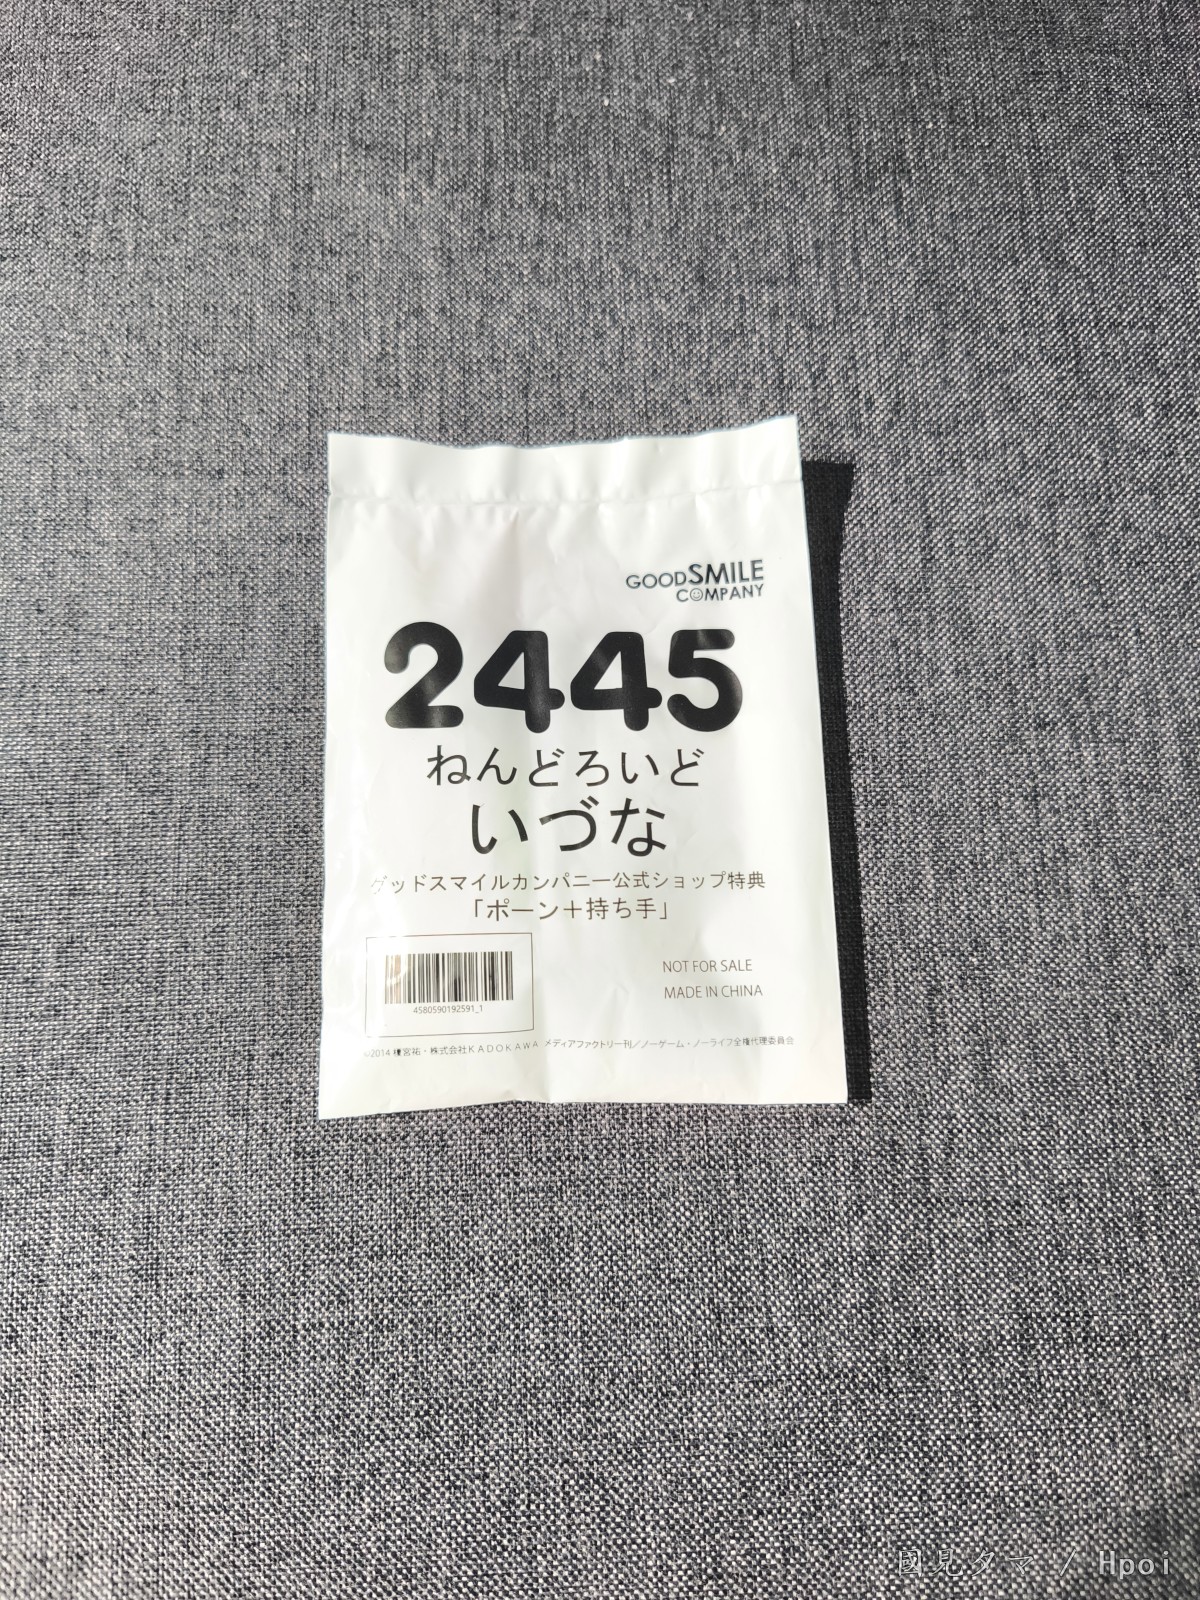 GOODSMILE
COMPANY
2445
ねんどろいど
いづな
グッドスマイルカンパニー公式ショップ特典
「ポーン＋持ち手」
NOT FOR SALE
MADE IN CHINA
4580590192591_1
©2014 榎宮祐・株式会社KADOKAWA メディアファクトリー刊／ノーゲーム・ノーライフ全権代理委員会
國見タマ / Hpoi